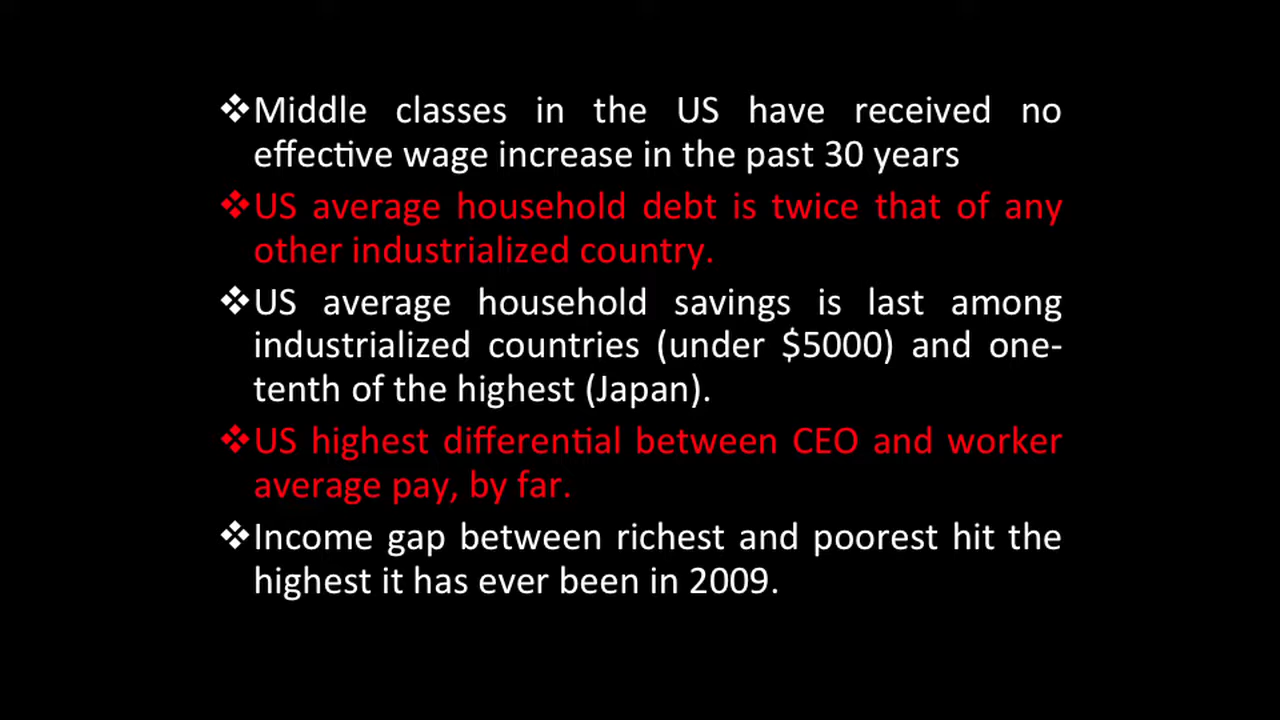 ❖Middle classes in the US have received no
effective wage increase in the past 30 years
❖US average household debt is twice that of any
other industrialized country.
❖US average household savings is last among
industrialized countries (under $5000) and one-
tenth of the highest (Japan).
❖US highest differential between CEO and worker
average pay, by far.
❖Income gap between richest and poorest hit the
highest it has ever been in 2009.